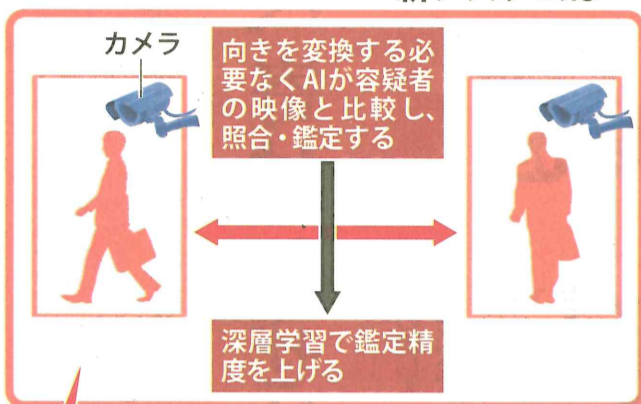 カメラ
向きを変換する必
要なくAIが容疑者
の映像と比較し、
照合・鑑定する
深層学習で鑑定精
度を上げる